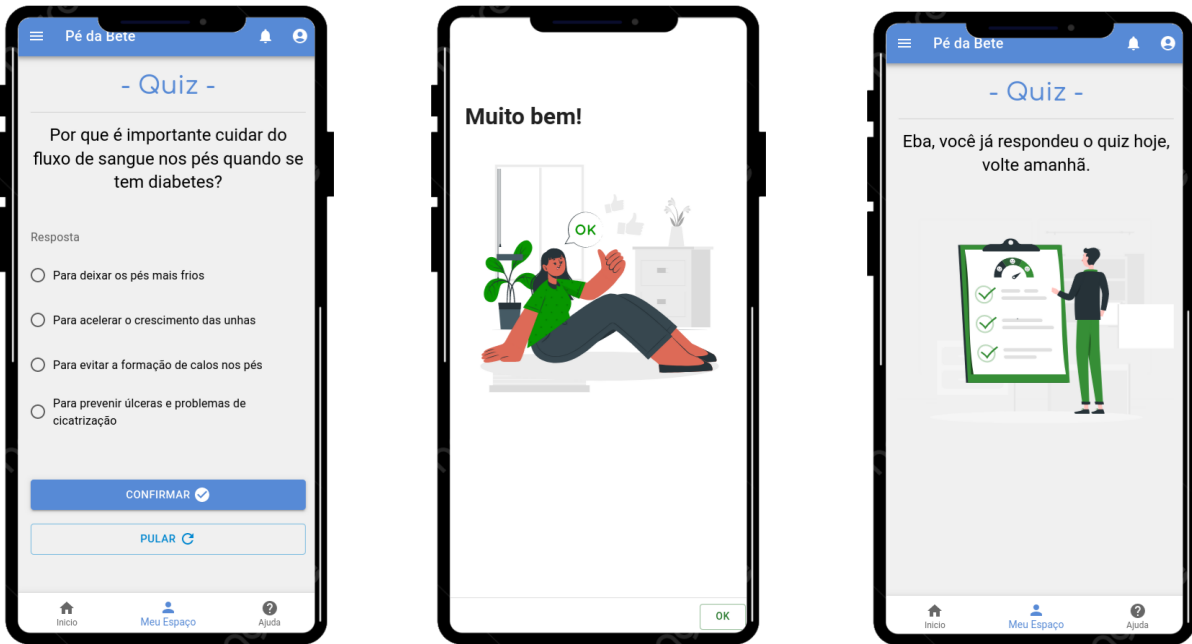 Pé da Bete
- Quiz -
Por que é importante cuidar do
fluxo de sangue nos pés quando se
tem diabetes?
Resposta
Para deixar os pés mais frios
Para acelerar o crescimento das unhas
Para evitar a formação de calos nos pés
Para prevenir úlceras e problemas de
cicatrização
CONFIRMAR
PULAR
Inicio
Meu Espaço
Ajuda
Muito bem!
OK
OK
Pé da Bete
- Quiz -
Eba, você já respondeu o quiz hoje,
volte amanhã.
Inicio
Meu Espaço
Ajuda